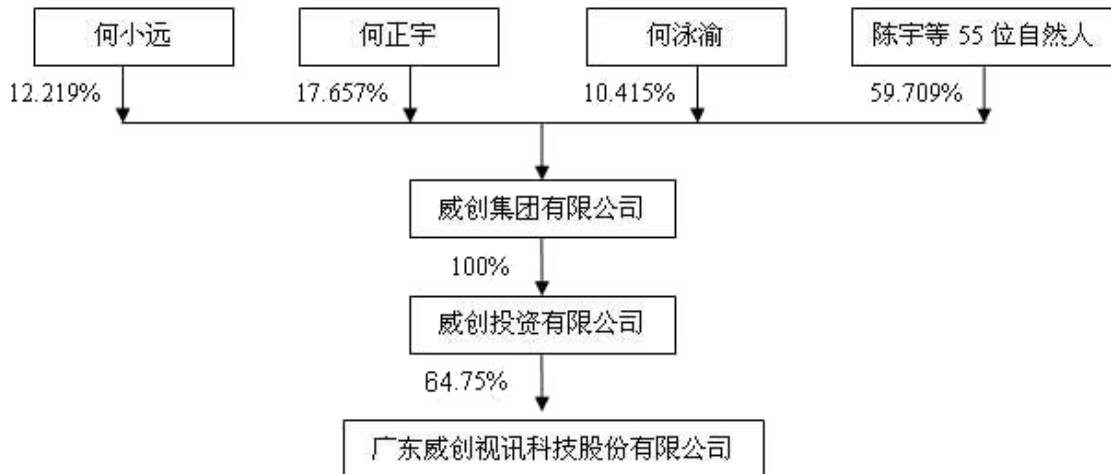 何小远
何正宇
何泳渝
陈宇等 55 位自然人
12.219%
17.657%
10.415%
59.709%
威创集团有限公司
100%
威创投资有限公司
64.75%
广东威创视讯科技股份有限公司